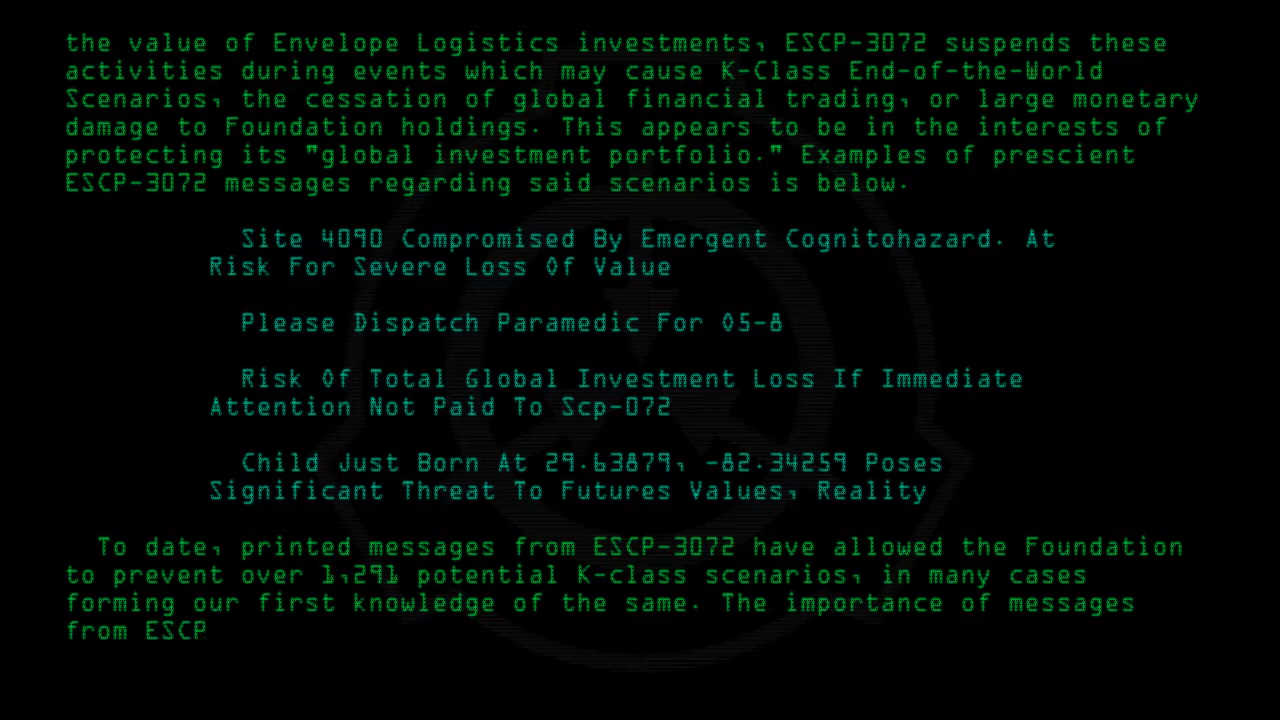 the value of Envelope Logistics investments, ESCP-3072 suspends these
activities during events which may cause K-Class End-of-the-World
Scenarios, the cessation of global financial trading, or large monetary
damage to Foundation holdings. This appears to be in the interests of
protecting its "global investment portfolio." Examples of prescient
ESCP-3072 messages regarding said scenarios is below.
Site 4090 Compromised By Emergent Cognitohazard. At
Risk For Severe Loss Of Value
Please Dispatch Paramedic For O5-8
Risk Of Total Global Investment Loss If Immediate
Attention Not Paid To Scp-072
Child Just Born At 29.63879, -82.34259 Poses
Significant Threat To Futures Values, Reality
To date, printed messages from ESCP-3072 have allowed the Foundation
to prevent over 1,291 potential K-class scenarios, in many cases
forming our first knowledge of the same. The importance of messages
from ESCP